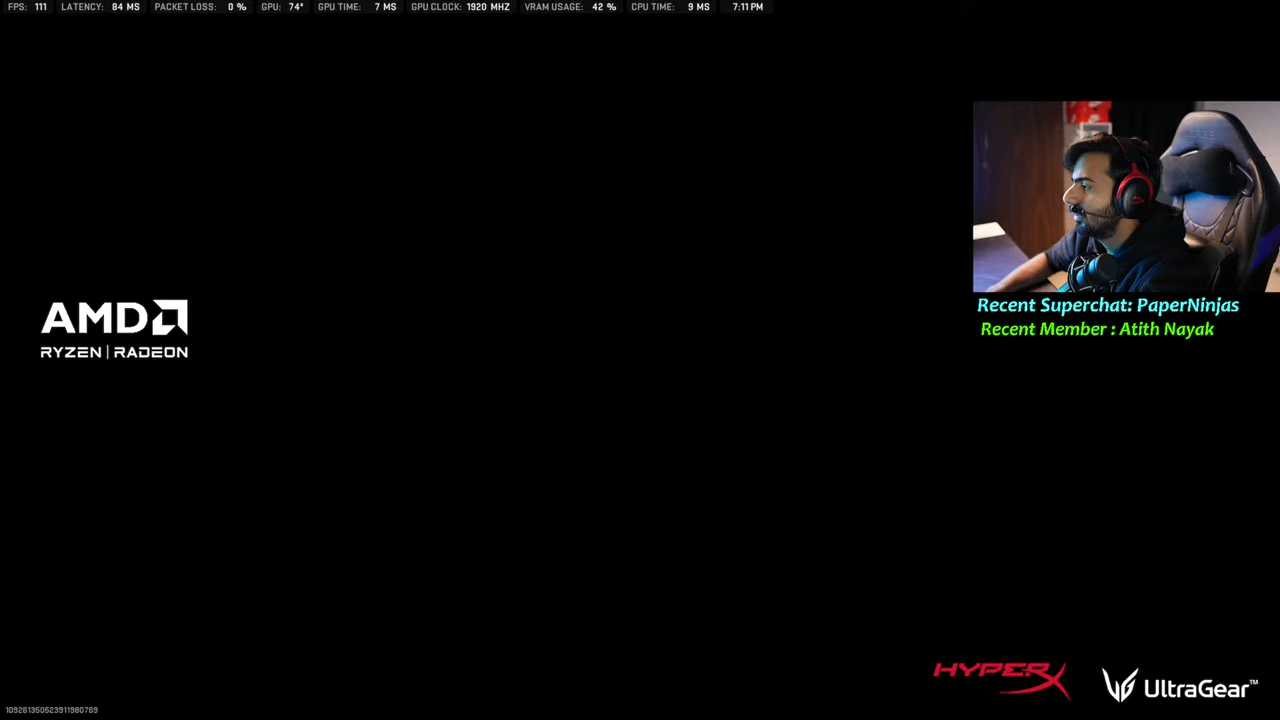 FPS: 111 LATENCY: 84 MS PACKET LOSS: 0 % GPU: 74° GPU TIME: 7 MS GPU CLOCK: 1920 MHZ VRAM USAGE: 42 % CPU TIME: 9 MS 7:11 PM
Recent Superchat: PaperNinjas
Recent Member : Atith Nayak
AMD
RYZEN | RADEON
HYPERX
UltraGear™
109261350523911980769